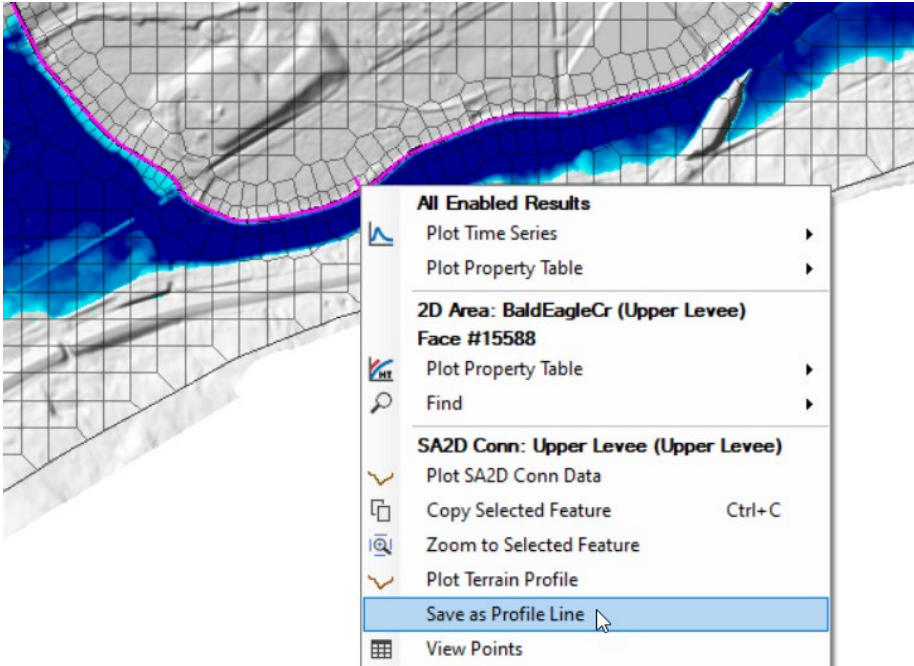 All Enabled Results
Plot Time Series
Plot Property Table
2D Area: BaldEagleCr (Upper Levee)
Face #15588
HT
Plot Property Table
Find
SA2D Conn: Upper Levee (Upper Levee)
Plot SA2D Conn Data
Copy Selected Feature Ctrl+C
Zoom to Selected Feature
Plot Terrain Profile
Save as Profile Line
View Points